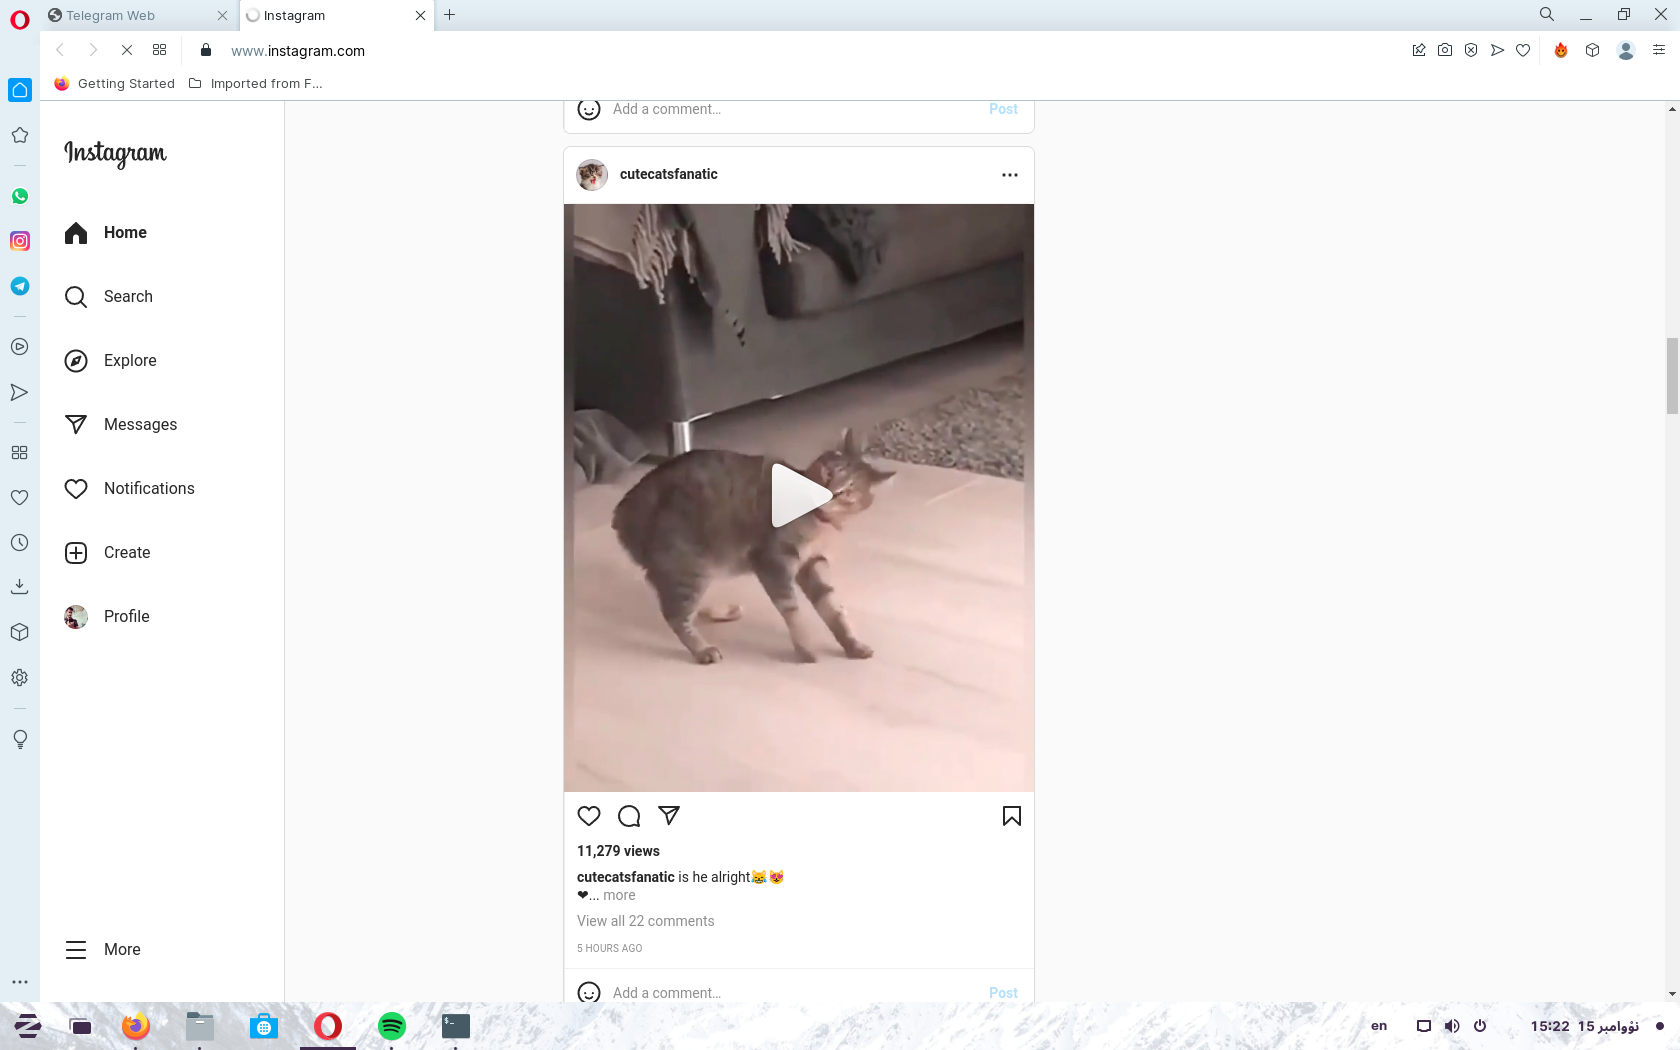 Telegram Web
Instagram
www.instagram.com
Getting Started
Imported from F...
Instagram
Home
Search
Explore
Messages
Notifications
Create
Profile
More
Add a comment...
Post
cutecatsfanatic
11,279 views
cutecatsfanatic is he alright😹😻
❤... more
View all 22 comments
5 HOURS AGO
Add a comment...
Post
$_
en
15:22 15 نۆوامبر